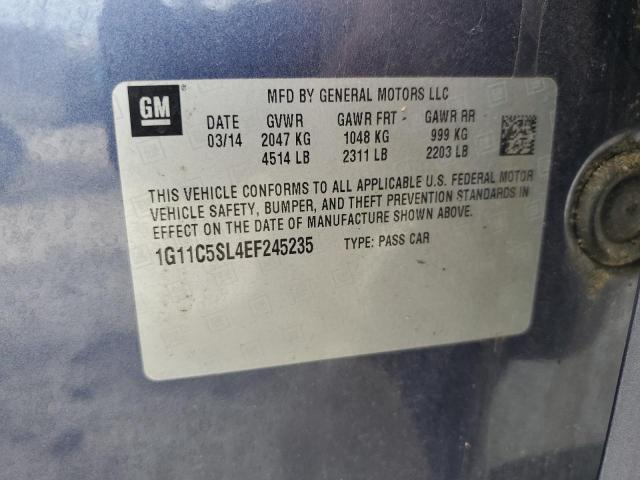 GM
MFD BY GENERAL MOTORS LLC
DATE GVWR GAWR FRT - GAWR RR
03/14 2047 KG 1048 KG 999 KG
4514 LB 2311 LB 2203 LB
THIS VEHICLE CONFORMS TO ALL APPLICABLE U.S. FEDERAL MOTOR
VEHICLE SAFETY, BUMPER, AND THEFT PREVENTION STANDARDS IN
EFFECT ON THE DATE OF MANUFACTURE SHOWN ABOVE.
1G11C5SL4EF245235 TYPE: PASS CAR